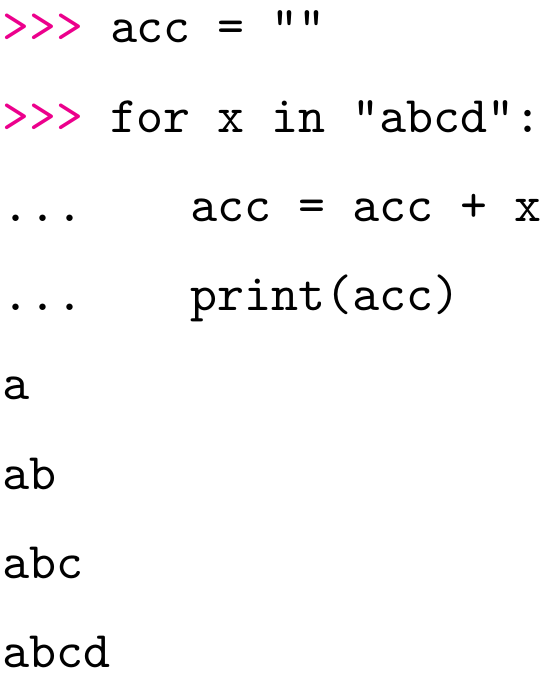 >>> acc = ""
>>> for x in "abcd":
...    acc = acc + x
...    print(acc)
a
ab
abc
abcd